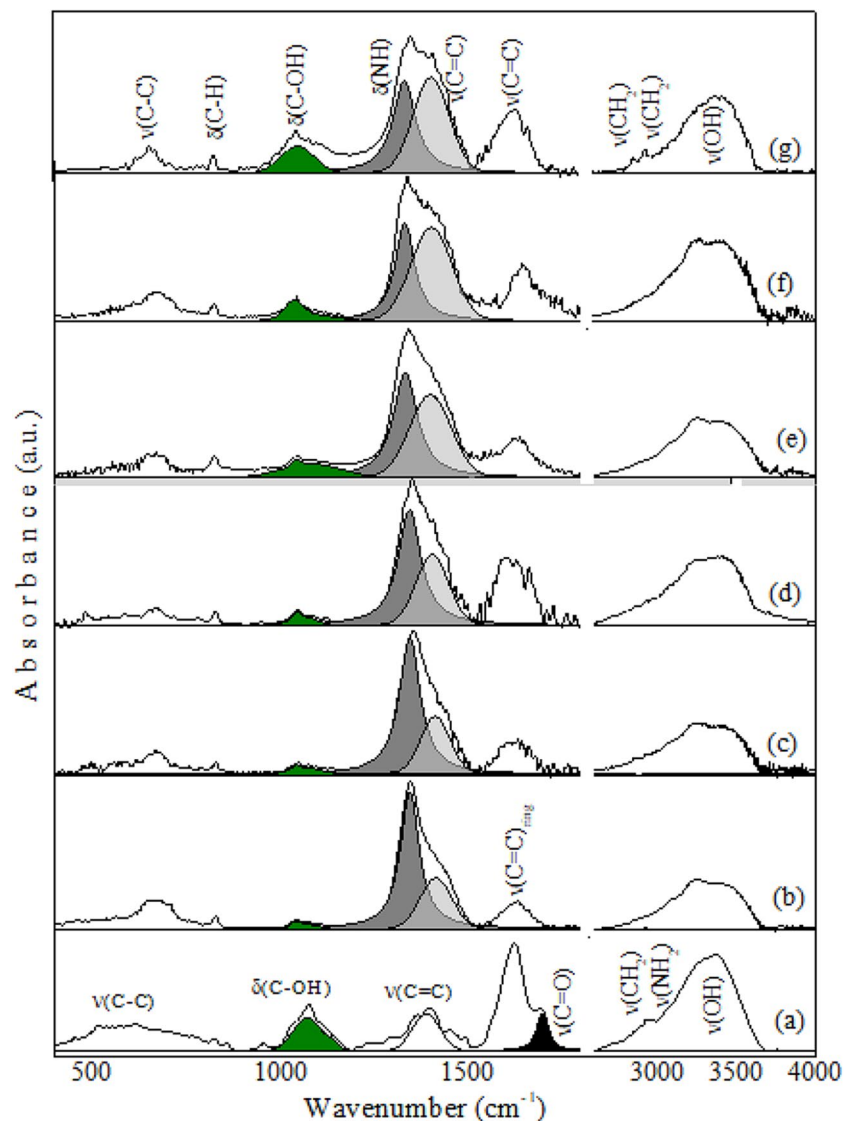 ν(C-C)
δ(C-H)
δ(C-OH)
δ(NH)
ν(C=C)
ν(C=C)
ν(CH2)
ν(CH2)
ν(OH)
(g)
(f)
(e)
(d)
(c)
ν(C=C)ring
(b)
ν(C-C)
δ(C-OH)
ν(C=C)
ν(C=O)
ν(CH2)
ν(NH2)
ν(OH)
(a)
Absorbance (a.u.)
500 1000 1500 3000 3500 4000
Wavenumber (cm-1)